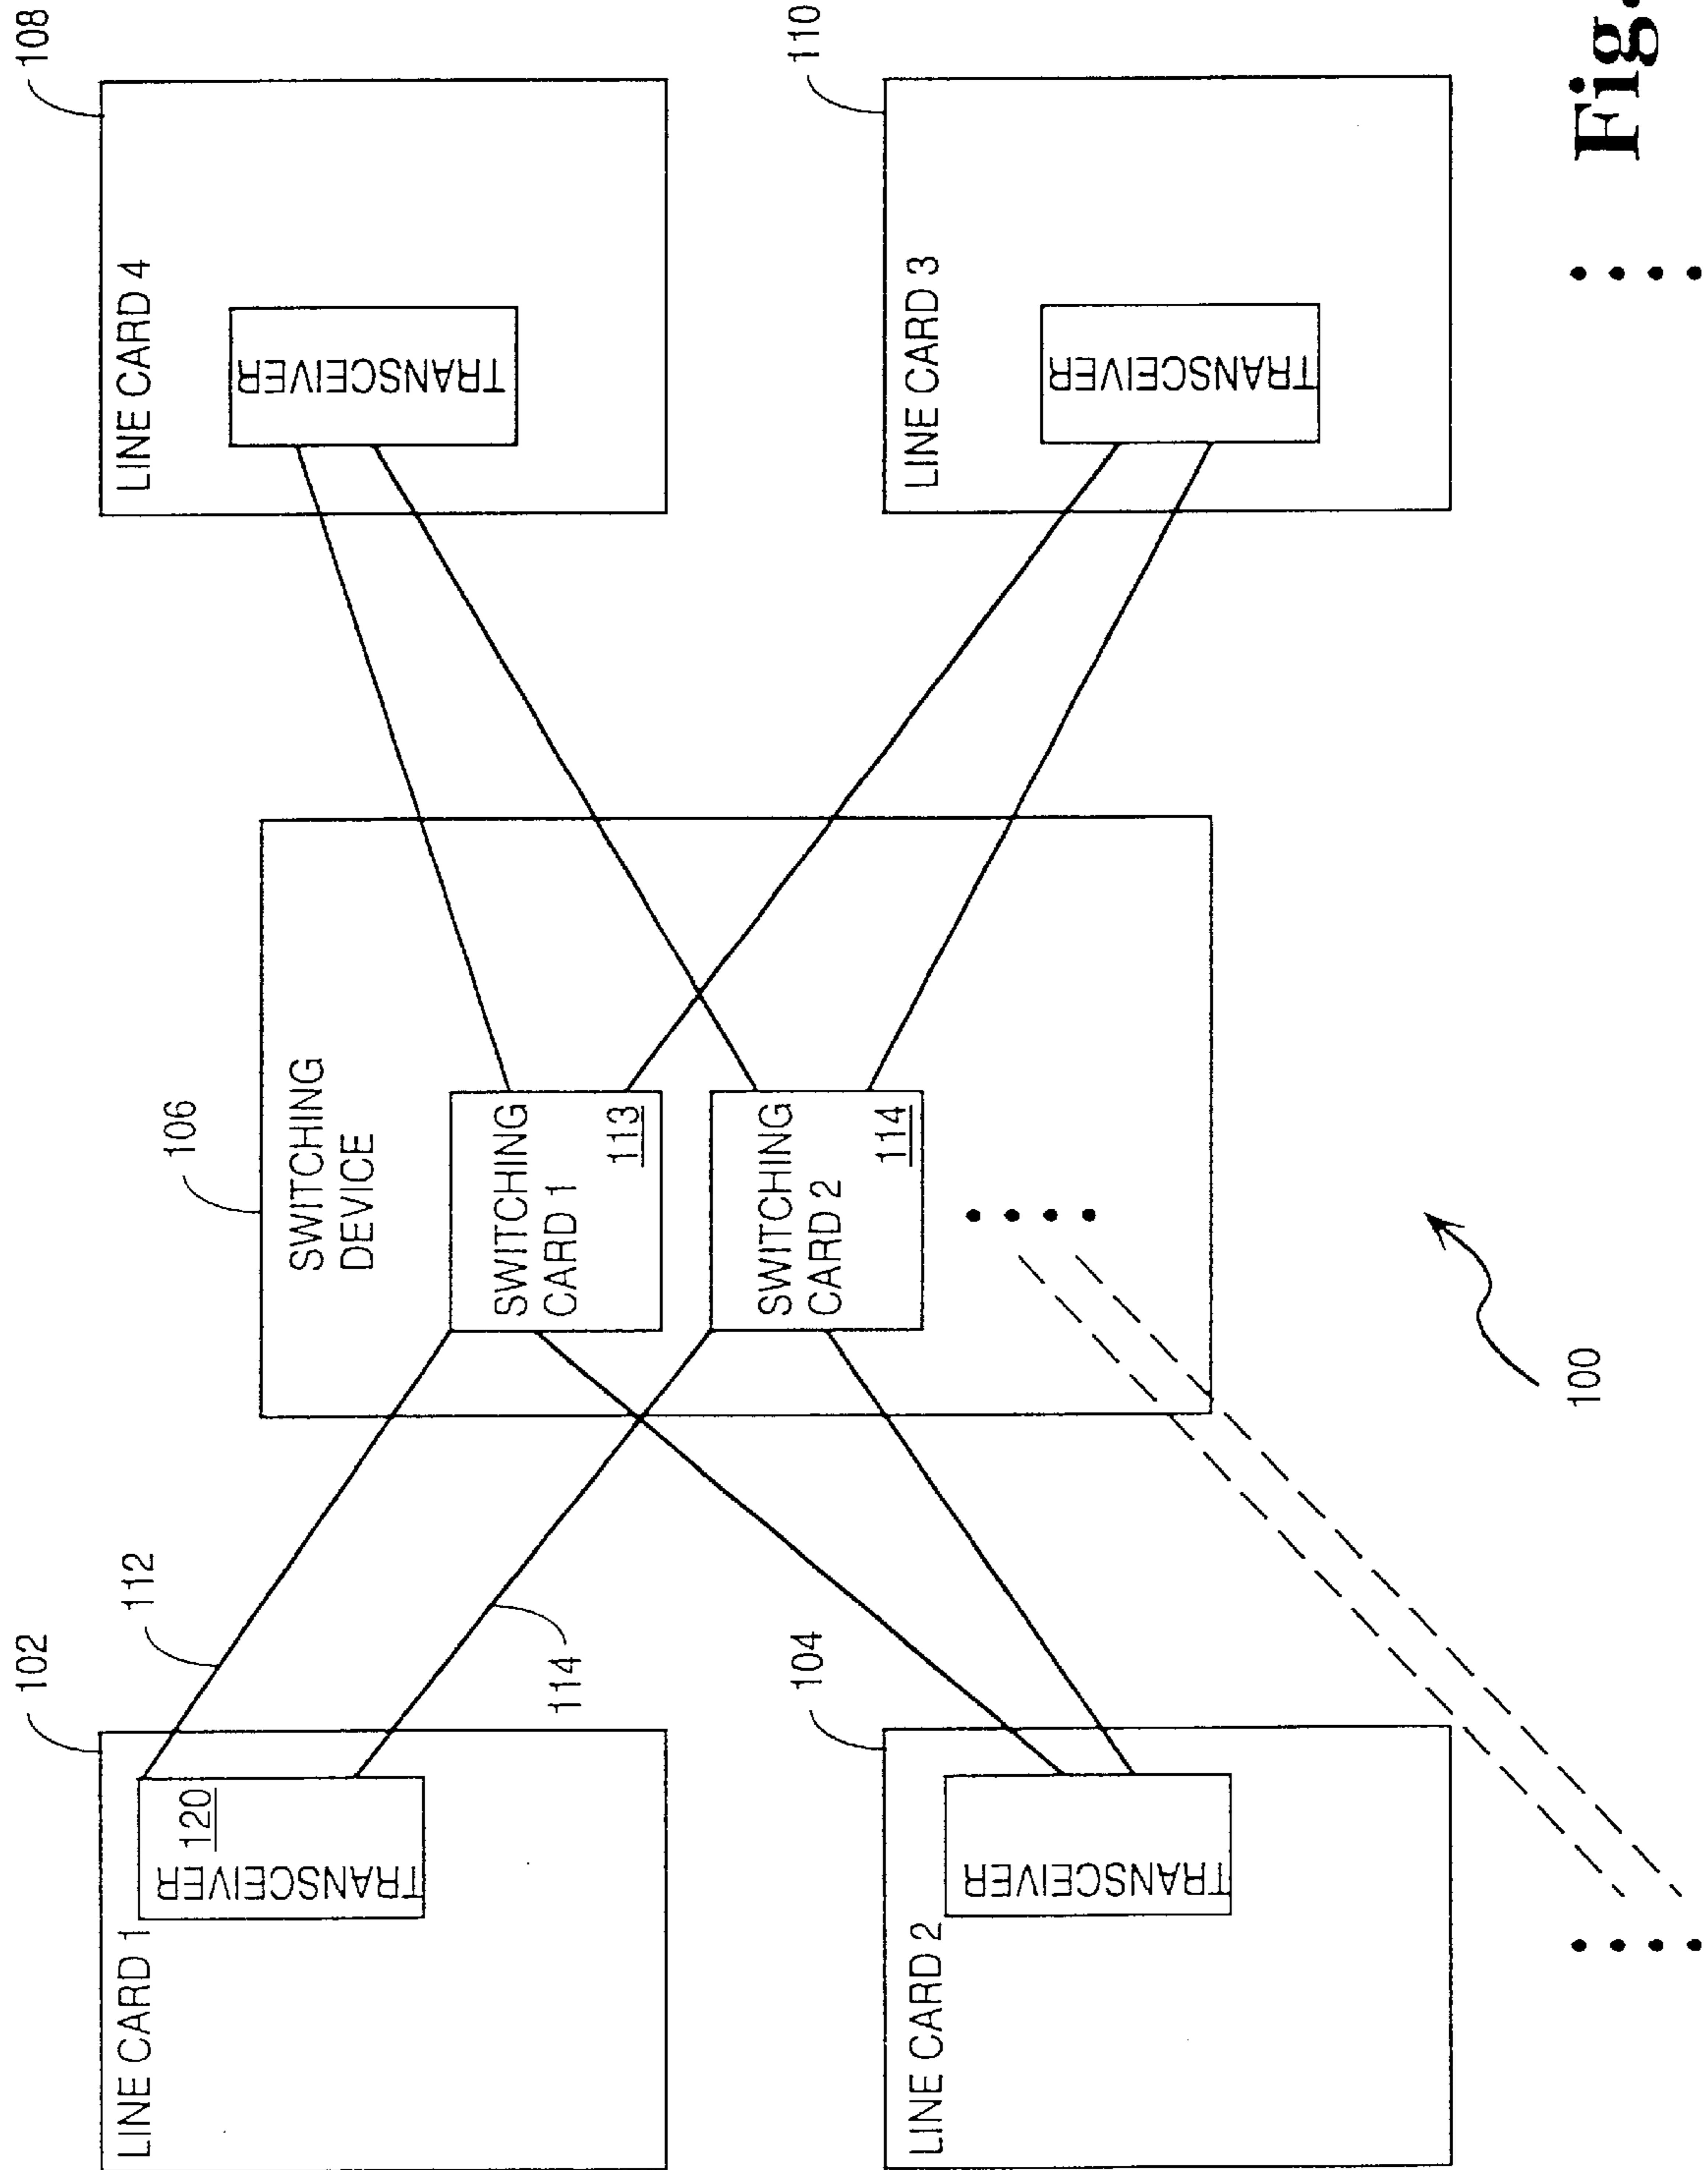 102
112
106
108
LINE CARD 1
120
TRANSCEIVER
SWITCHING
DEVICE
LINE CARD 4
TRANSCEIVER
114
SWITCHING
CARD 1
113
SWITCHING
CARD 2
114
104
110
LINE CARD 2
TRANSCEIVER
LINE CARD 3
TRANSCEIVER
100
Fig.